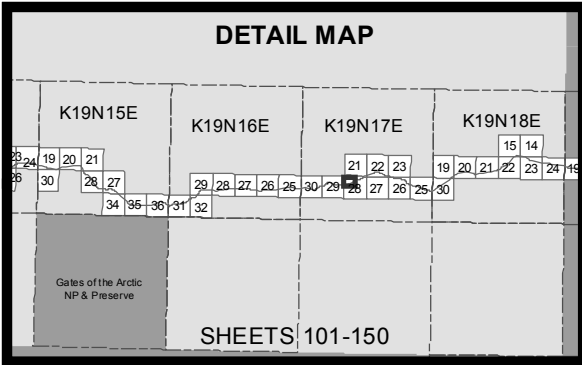 DETAIL MAP
K19N15E
K19N16E
K19N17E
K19N18E
15 14
23 24 19 20 21
21 22 23
19 20 21 22 23 24 19
26 30 28 27
29 28 27 26 25 30 29 28 27 26 25 30
34 35 36 31 32
Gates of the Arctic
NP & Preserve
SHEETS 101-150